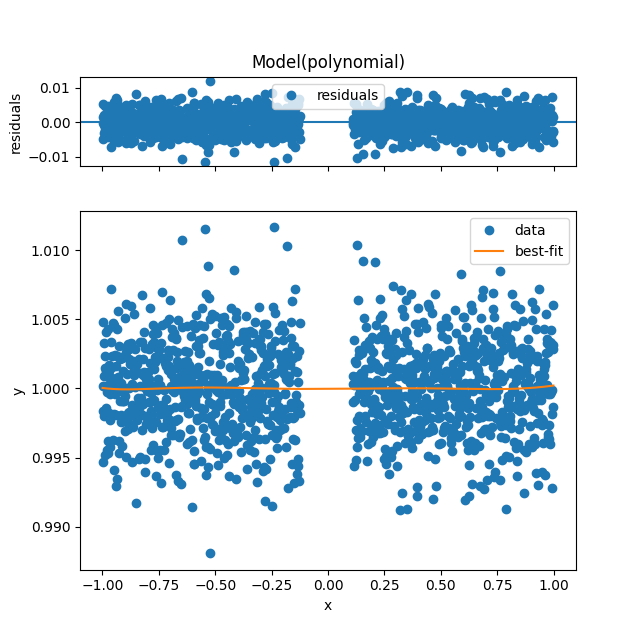 Model(polynomial)
0.01
0.00
−0.01
residuals
residuals
1.010
1.005
1.000
0.995
0.990
y
data
best-fit
−1.00 −0.75 −0.50 −0.25 0.00 0.25 0.50 0.75 1.00
x